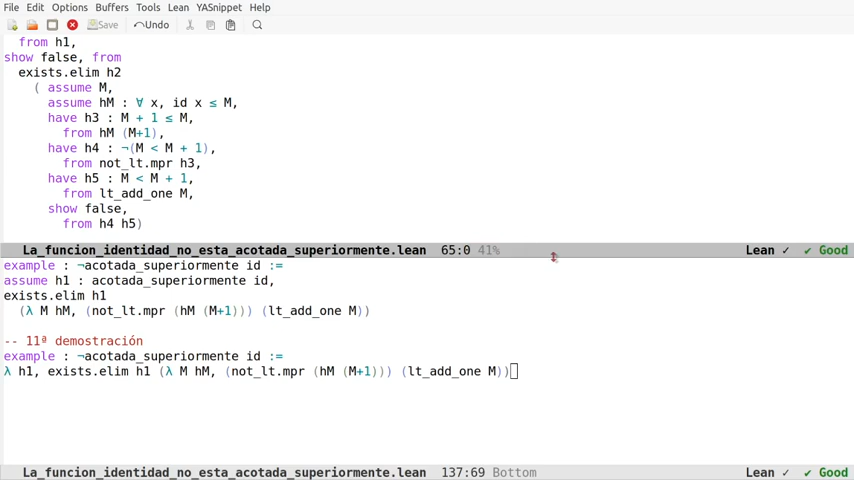 File Edit Options Buffers Tools Lean YASnippet Help
Save Undo
from h1,
show false, from
exists.elim h2
( assume M,
assume hM : ∀ x, id x ≤ M,
have h3 : M + 1 ≤ M,
from hM (M+1),
have h4 : ¬(M < M + 1),
from not_lt.mpr h3,
have h5 : M < M + 1,
from lt_add_one M,
show false,
from h4 h5)
La_funcion_identidad_no_esta_acotada_superiormente.lean 65:0 41% Lean ✓ ✔ Good
example : ¬acotada_superiormente id :=
assume h1 : acotada_superiormente id,
exists.elim h1
(λ M hM, (not_lt.mpr (hM (M+1))) (lt_add_one M))
-- 11ª demostración
example : ¬acotada_superiormente id :=
λ h1, exists.elim h1 (λ M hM, (not_lt.mpr (hM (M+1))) (lt_add_one M))
La_funcion_identidad_no_esta_acotada_superiormente.lean 137:69 Bottom Lean ✓ ✔ Good